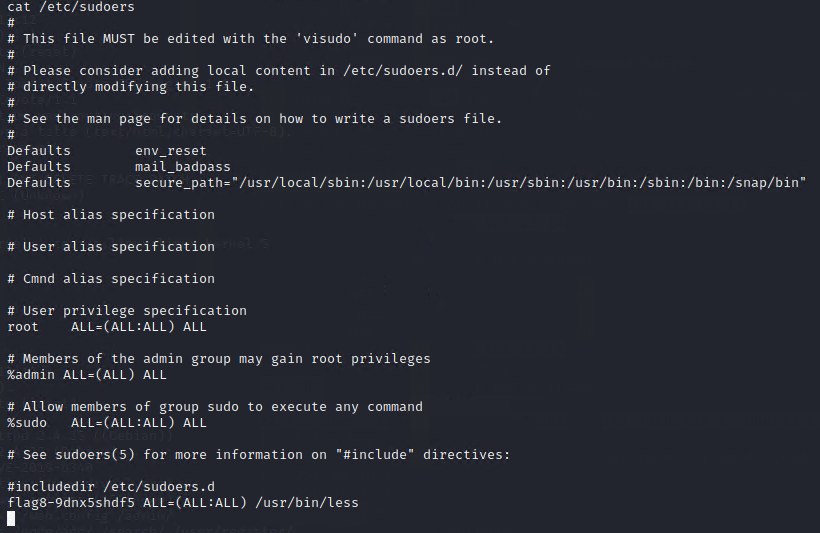 cat /etc/sudoers
#
# This file MUST be edited with the 'visudo' command as root.
#
# Please consider adding local content in /etc/sudoers.d/ instead of
# directly modifying this file.
#
# See the man page for details on how to write a sudoers file.
#
Defaults        env_reset
Defaults        mail_badpass
Defaults        secure_path="/usr/local/sbin:/usr/local/bin:/usr/sbin:/usr/bin:/sbin:/bin:/snap/bin"
# Host alias specification
# User alias specification
# Cmnd alias specification
# User privilege specification
root    ALL=(ALL:ALL) ALL
# Members of the admin group may gain root privileges
%admin ALL=(ALL) ALL
# Allow members of group sudo to execute any command
%sudo   ALL=(ALL:ALL) ALL
# See sudoers(5) for more information on "#include" directives:
#includedir /etc/sudoers.d
flag8-9dnx5shdf5 ALL=(ALL:ALL) /usr/bin/less